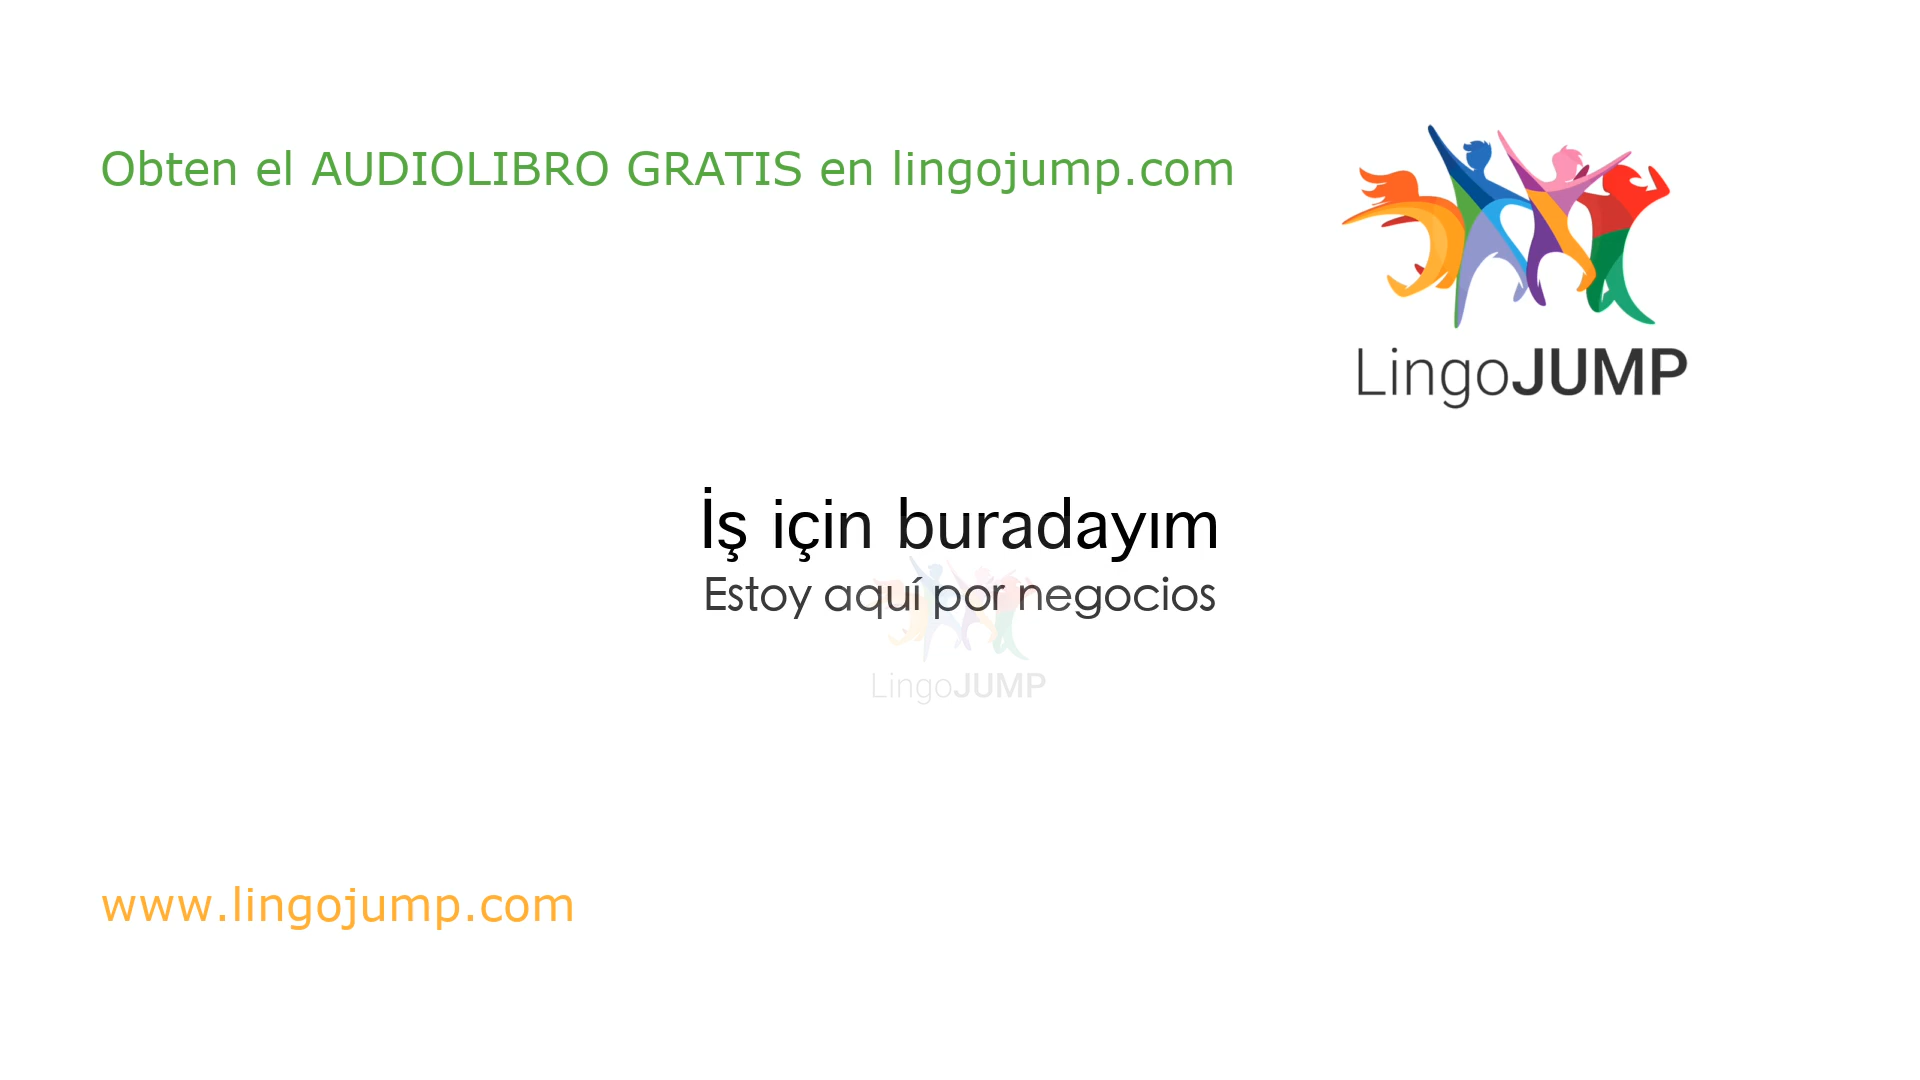 Obten el AUDIOLIBRO GRATIS en lingojump.com
LingoJUMP
İş için buradayım
Estoy aquí por negocios
LingoJUMP
www.lingojump.com